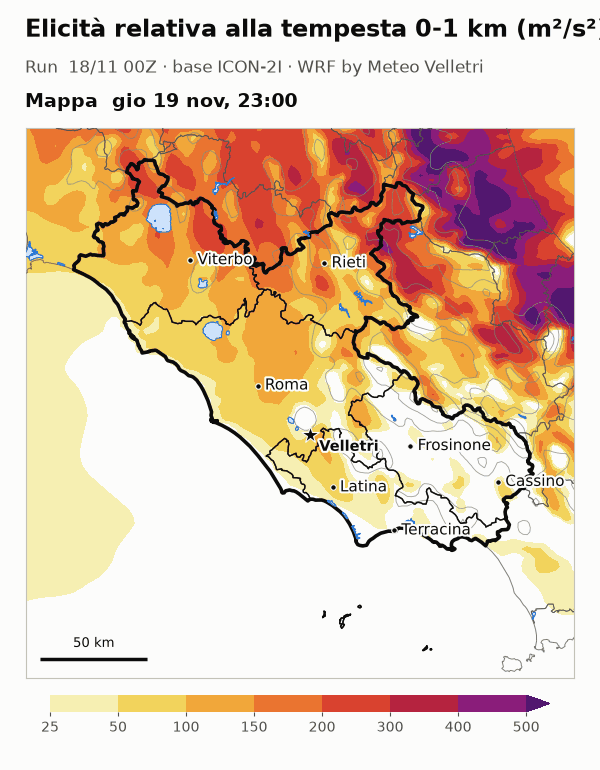 Elicità relativa alla tempesta 0-1 km (m²/s²)
Run 18/11 00Z · base ICON-2I · WRF by Meteo Velletri
Mappa gio 19 nov, 23:00
Viterbo
Rieti
Roma
Velletri
Frosinone
Latina
Cassino
Terracina
50 km
25 50 100 150 200 300 400 500